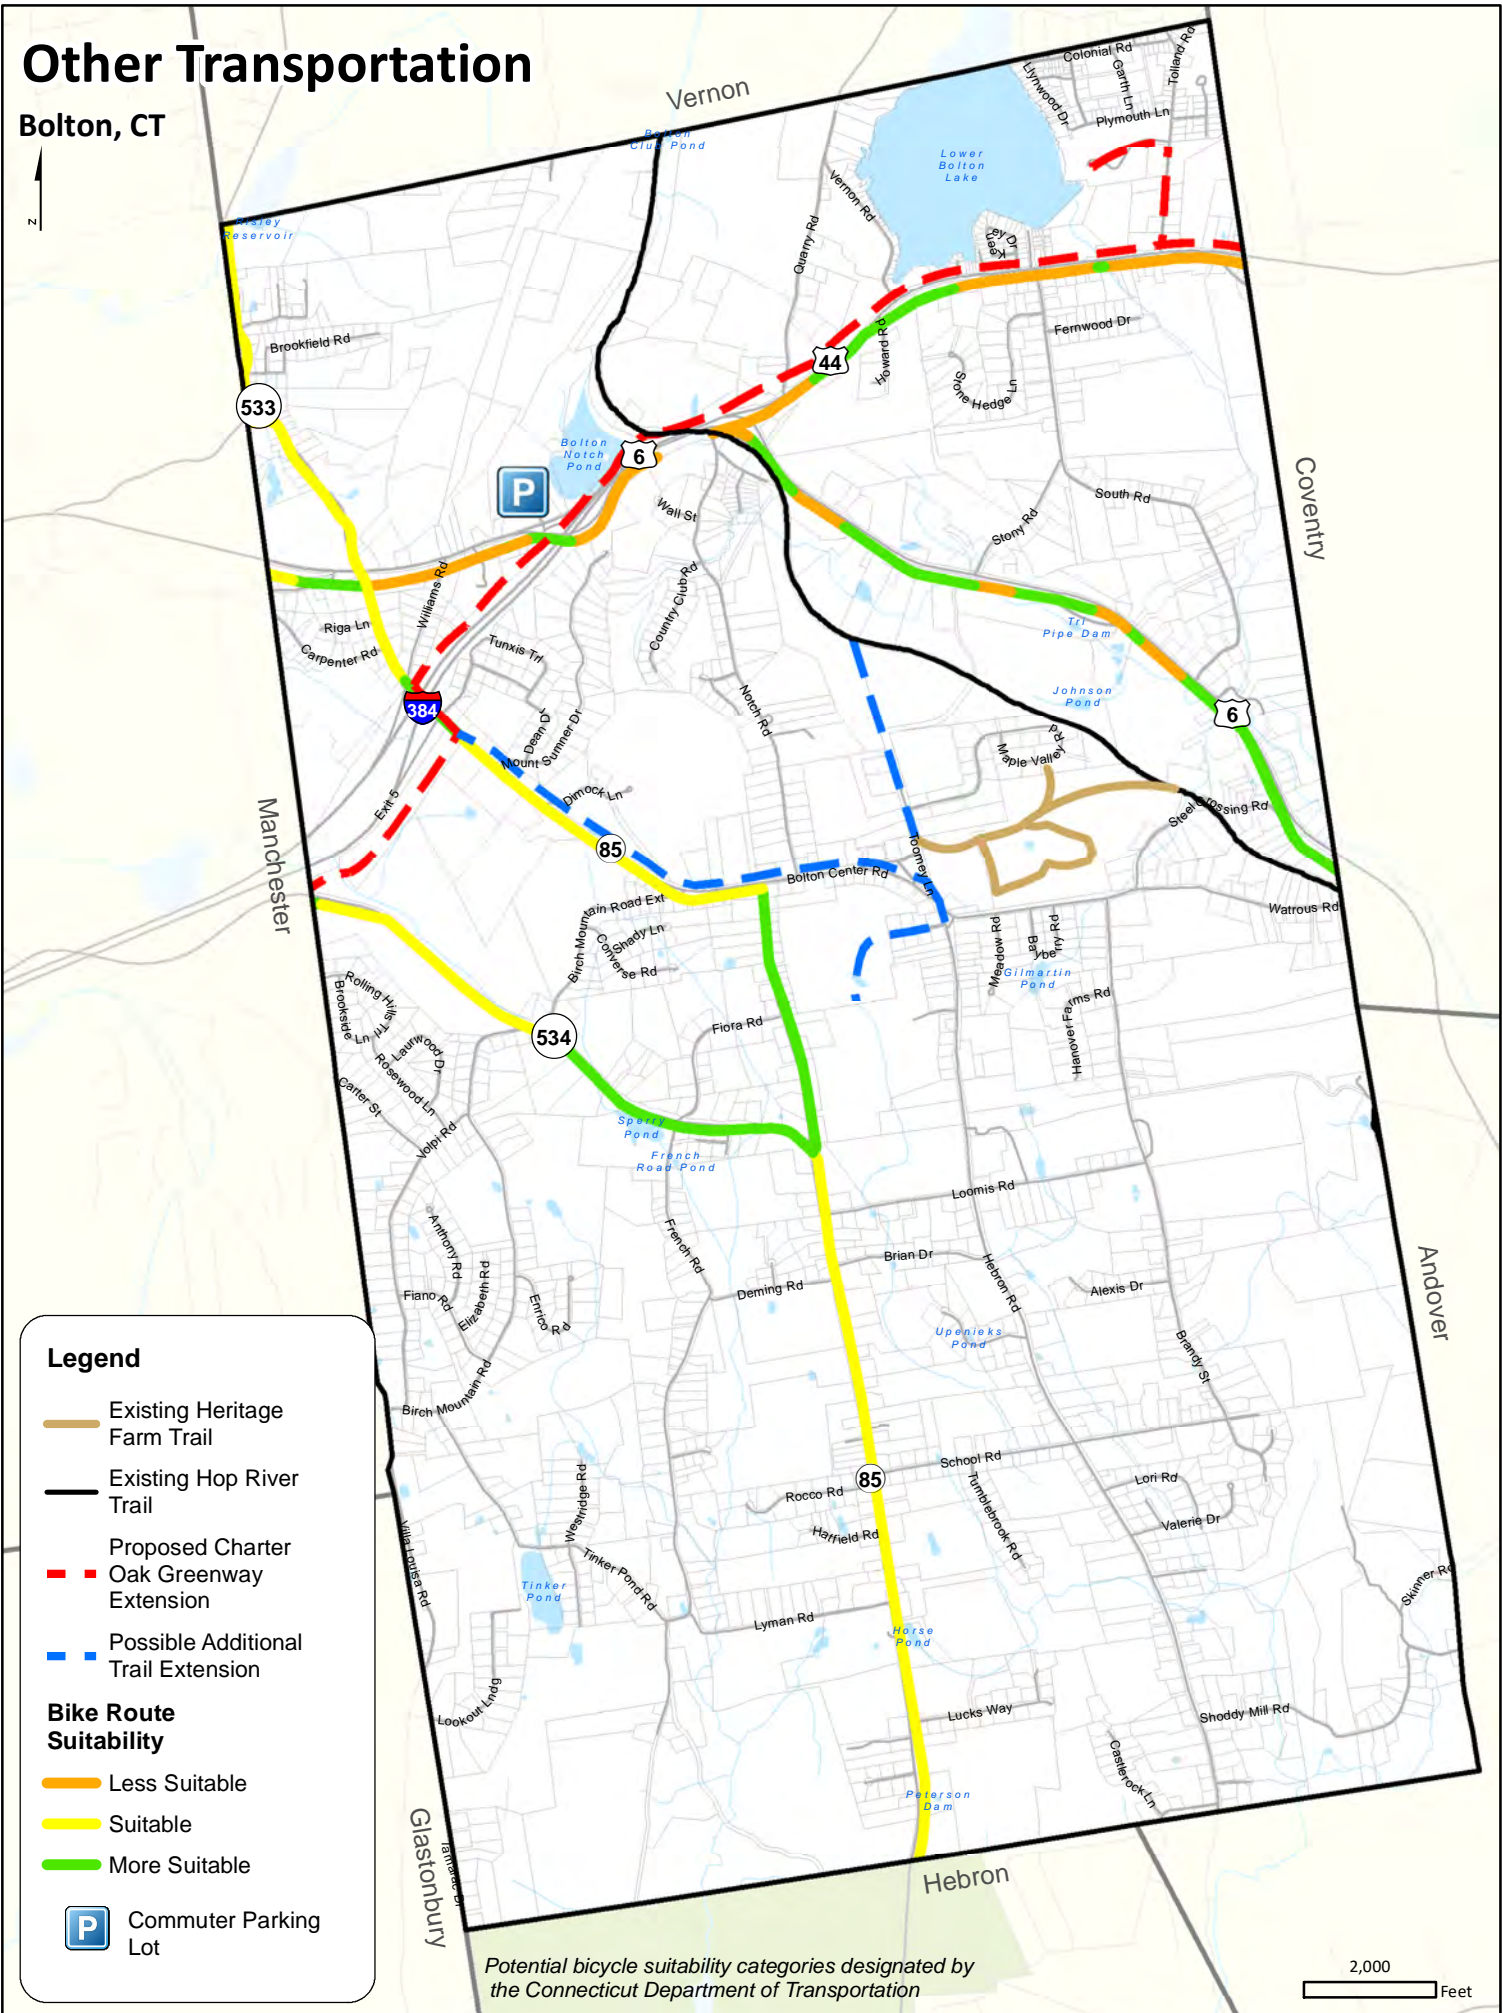 Other Transportation
Bolton, CT
z
Vernon
Coventry
Andover
Hebron
Glastonbury
Manchester
Bolton
Club Pond
Risley
Reservoir
Lower
Bolton
Lake
Bolton
Notch
Pond
Tri
Pipe Dam
Johnson
Pond
Gilmartin
Pond
Sperry
Pond
French
Road Pond
Upenieks
Pond
Tinker
Pond
Horse
Pond
Peterson
Dam
Colonial Rd
Garth Ln
Tolland Rd
Llynwood Dr
Plymouth Ln
Vernon Rd
Quarry Rd
Keeney Dr
Fernwood Dr
Howard Rd
Stone Hedge Ln
Brookfield Rd
533
44
6
P
Wall St
South Rd
Stony Rd
Williams Rd
Country Club Rd
Riga Ln
Carpenter Rd
Tunxis Trl
384
Notch Rd
6
Dean Dr
Sumner Dr
Mount
Maple Valley Rd
Dimock Ln
Exit 5
Steel Crossing Rd
85
Toomey Ln
Bolton Center Rd
Birch Mountain Road Ext
Shady Ln
Converse Rd
Watrous Rd
Meadow Rd
Bayberry Rd
Hanover Farms Rd
Rolling Hills Trl
Brookside Ln
Laurwood Dr
Rosewood Ln
Carter St
Volpi Rd
534
Fiora Rd
Loomis Rd
Anthony Rd
French Rd
Brian Dr
Hebron Rd
Deming Rd
Alexis Dr
Fiano Rd
Elizabeth Rd
Enrico Rd
Brandy St
Birch Mountain Rd
School Rd
85
Rocco Rd
Hatfield Rd
Tumblebrook Rd
Lori Rd
Valerie Dr
Westridge Rd
Villa Louisa Rd
Tinker Pond Rd
Lyman Rd
Skinner Rd
Lookout Lndg
Lucks Way
Shoddy Mill Rd
Castlerock Ln
Tamarac Dr
Legend
Existing Heritage
Farm Trail
Existing Hop River
Trail
Proposed Charter
Oak Greenway
Extension
Possible Additional
Trail Extension
Bike Route
Suitability
Less Suitable
Suitable
More Suitable
P
Commuter Parking
Lot
Potential bicycle suitability categories designated by
the Connecticut Department of Transportation
2,000
Feet